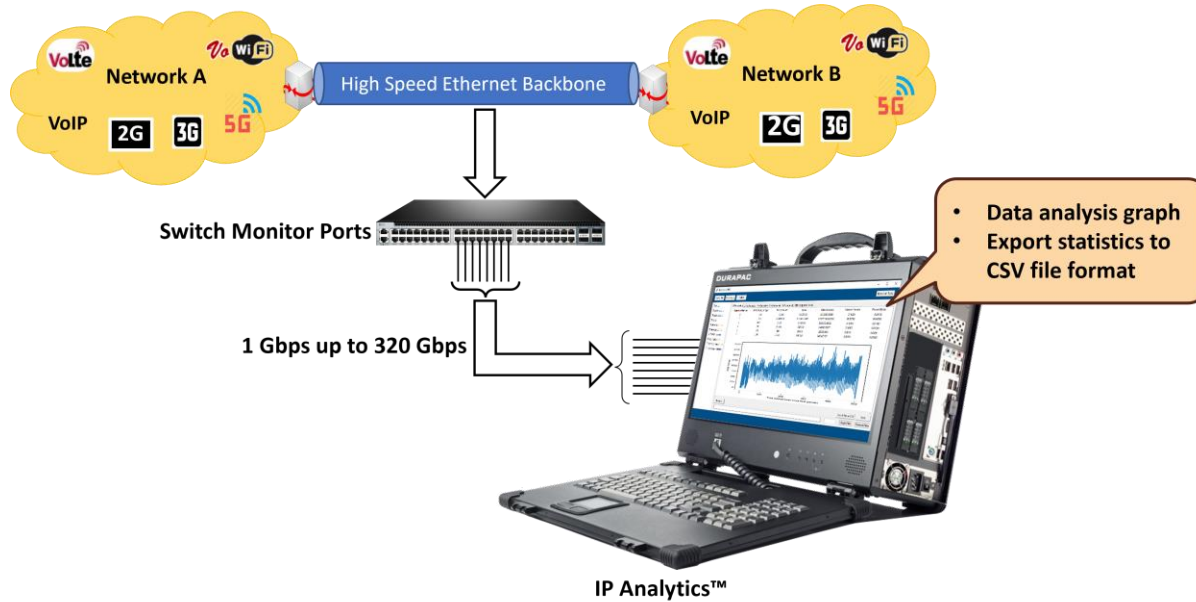 VoLTE
Vo WiFi
Network A
VoIP
2G
3G
5G
High Speed Ethernet Backbone
VoLTE
Vo WiFi
Network B
VoIP
2G
3G
5G
Switch Monitor Ports
1 Gbps up to 320 Gbps
• Data analysis graph
• Export statistics to
CSV file format
DURAPAC
IP Analytics™